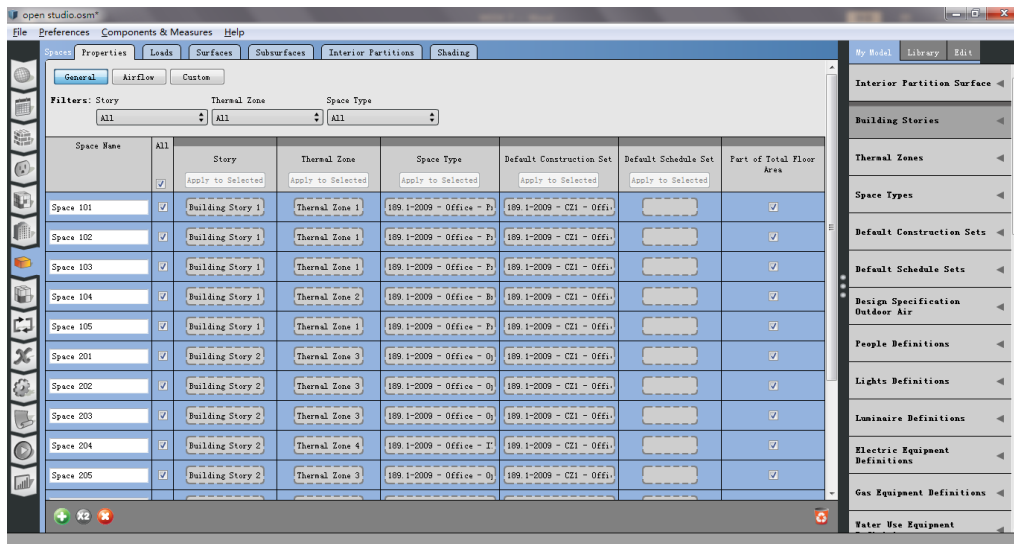 open studio.osm*
File Preferences Components & Measures Help
Spaces Properties Loads Surfaces Subsurfaces Interior Partitions Shading
My Model Library Edit
General Airflow Custom
Filters: Story Thermal Zone Space Type
All All All
Space Name All Story Thermal Zone Space Type Default Construction Set Default Schedule Set Part of Total Floor
Area
Apply to Selected Apply to Selected Apply to Selected Apply to Selected Apply to Selected
Space 101 Building Story 1 Thermal Zone 1 189.1-2009 - Office - 189.1-2009 - CZ1 - Offi
Space 102 Building Story 1 Thermal Zone 1 189.1-2009 - Office - 189.1-2009 - CZ1 - Offi
Space 103 Building Story 1 Thermal Zone 1 189.1-2009 - Office - 189.1-2009 - CZ1 - Offi
Space 104 Building Story 1 Thermal Zone 2 189.1-2009 - Office - 189.1-2009 - CZ1 - Offi
Space 105 Building Story 1 Thermal Zone 1 189.1-2009 - Office - 189.1-2009 - CZ1 - Offi
Space 201 Building Story 2 Thermal Zone 3 189.1-2009 - Office - 189.1-2009 - CZ1 - Offi
Space 202 Building Story 2 Thermal Zone 3 189.1-2009 - Office - 189.1-2009 - CZ1 - Offi
Space 203 Building Story 2 Thermal Zone 3 189.1-2009 - Office - 189.1-2009 - CZ1 - Offi
Space 204 Building Story 2 Thermal Zone 4 189.1-2009 - Office - 189.1-2009 - CZ1 - Offi
Space 205 Building Story 2 Thermal Zone 3 189.1-2009 - Office - 189.1-2009 - CZ1 - Offi
X2
Interior Partition Surface
Building Stories
Thermal Zones
Space Types
Default Construction Sets
Default Schedule Sets
Design Specification
Outdoor Air
People Definitions
Lights Definitions
Luminaire Definitions
Electric Equipment
Definitions
Gas Equipment Definitions
Water Use Equipment